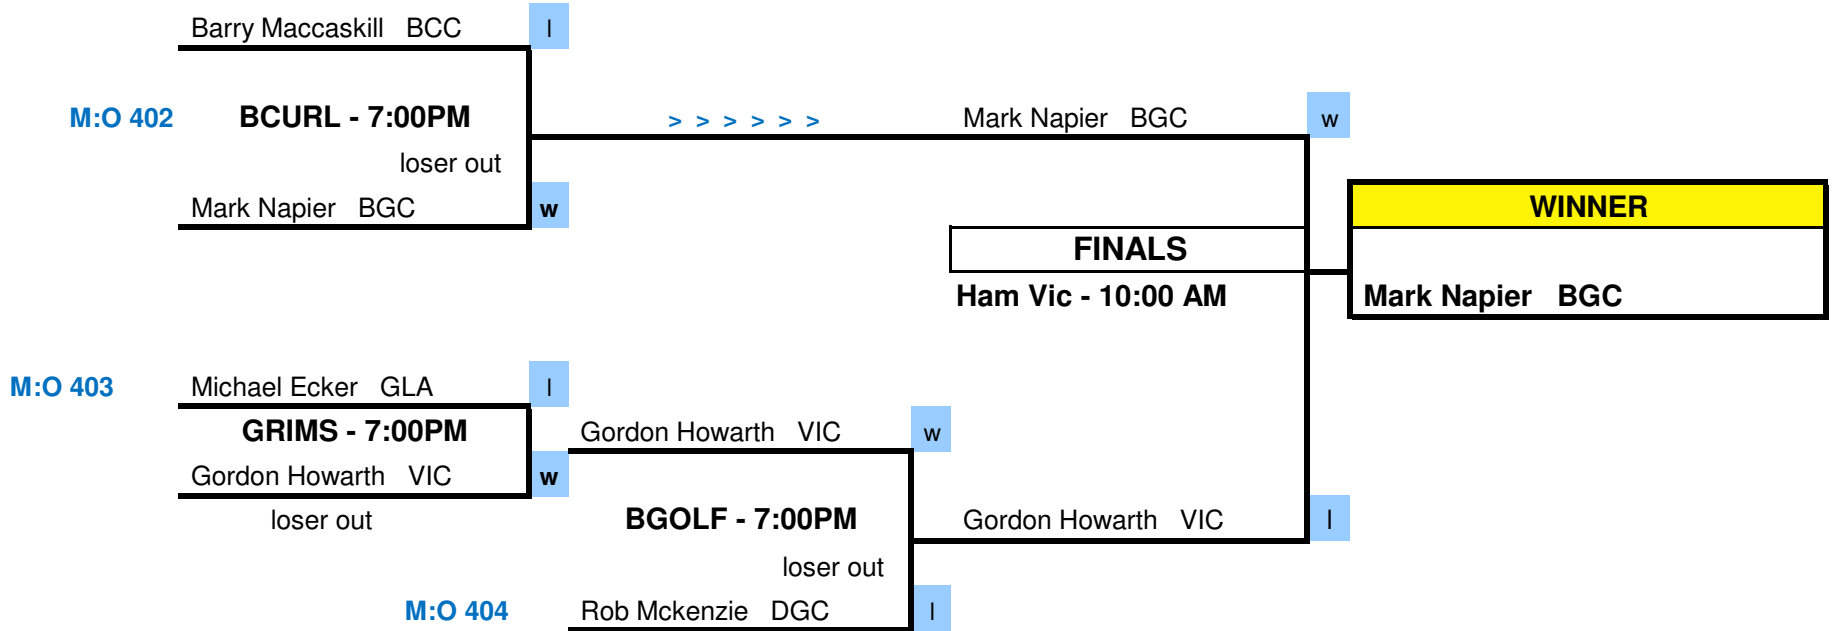 Barry Maccaskill BCC l
M:O 402 BCURL - 7:00PM > > > > > > Mark Napier BGC w
loser out
Mark Napier BGC w WINNER
FINALS
Ham Vic - 10:00 AM Mark Napier BGC
M:O 403 Michael Ecker GLA l
GRIMS - 7:00PM Gordon Howarth VIC w
Gordon Howarth VIC w
loser out BGOLF - 7:00PM Gordon Howarth VIC l
loser out
M:O 404 Rob Mckenzie DGC l